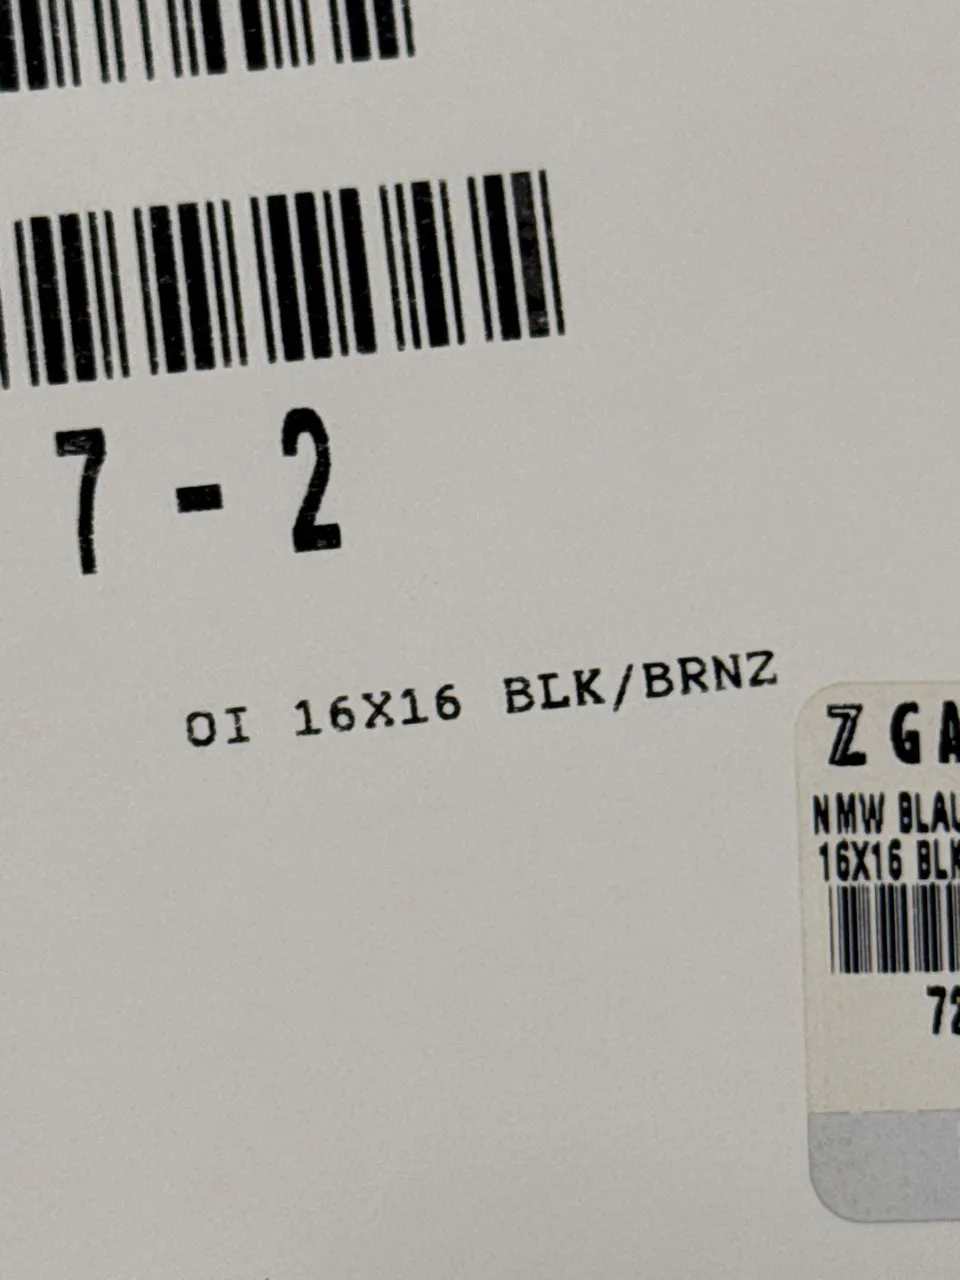 7 - 2
OI 16X16 BLK/BRNZ
Z GA
NMW BLAU
16X16 BLK
72